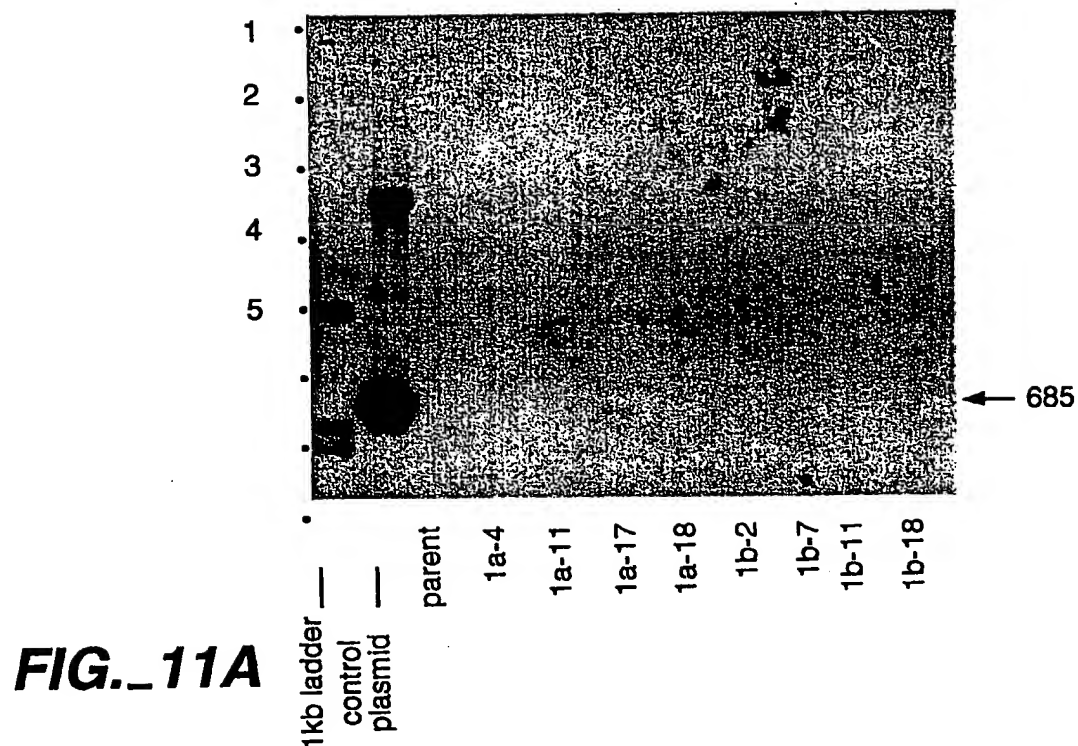 1
2
3
4
5
685
1kb ladder
control
plasmid
parent
1a-4
1a-11
1a-17
1a-18
1b-2
1b-7
1b-11
1b-18
FIG._11A